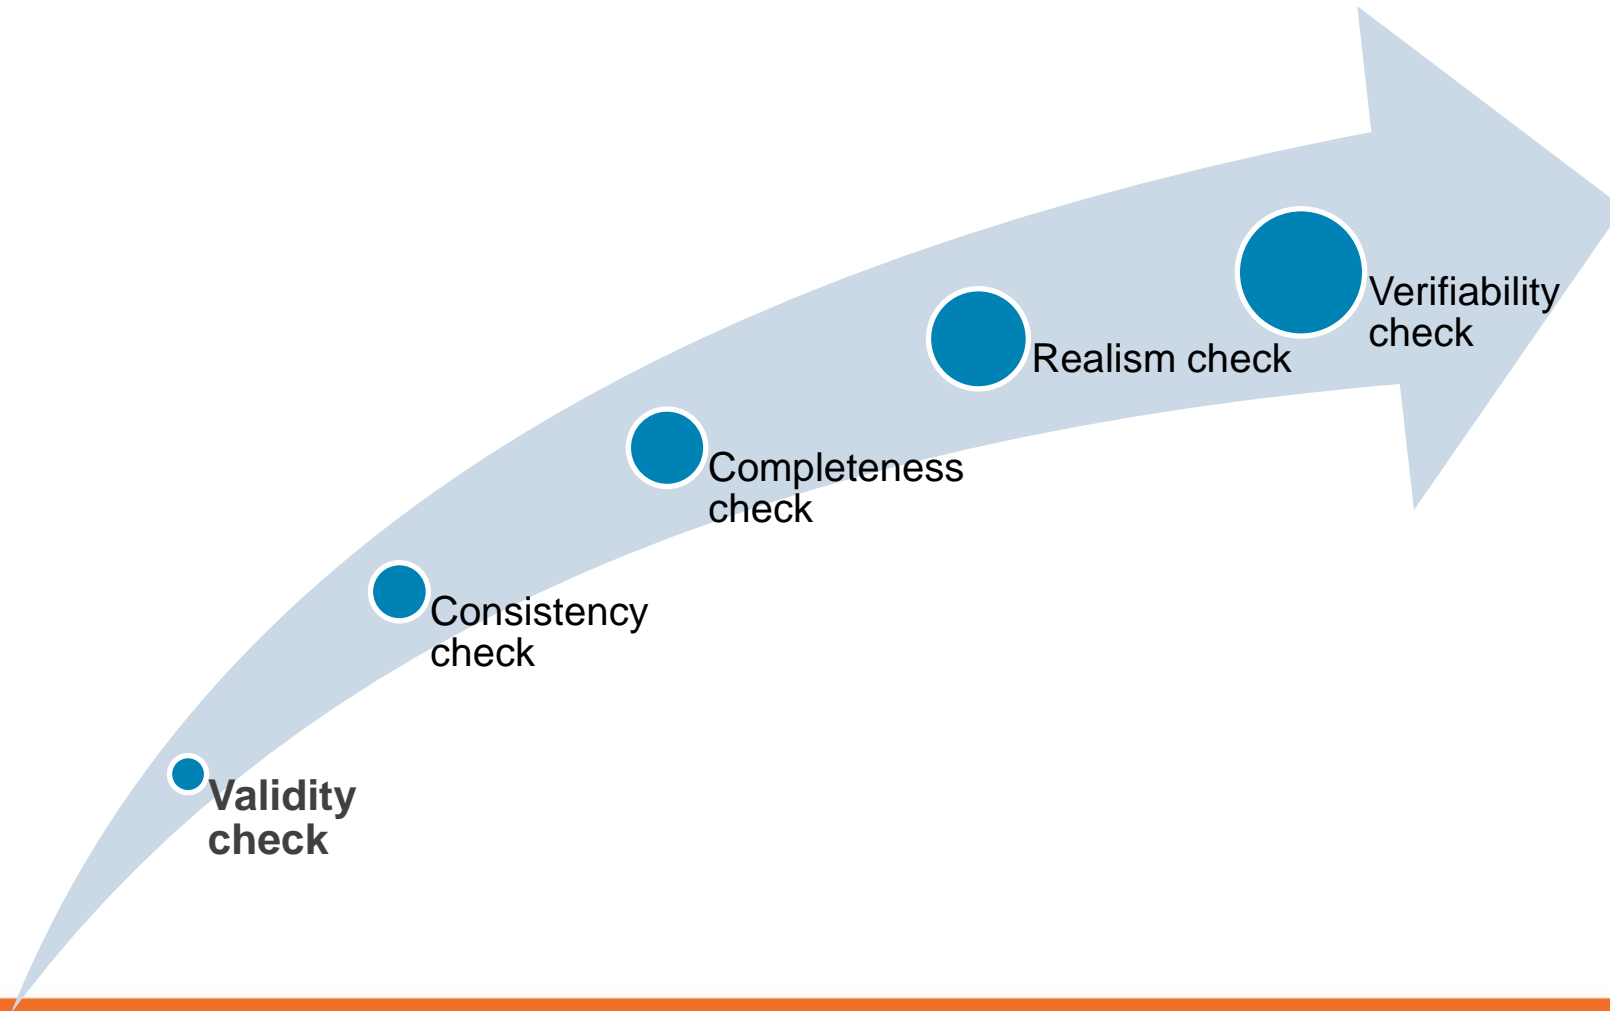 Verifiability
check
Realism check
Completeness
check
Consistency
check
Validity
check